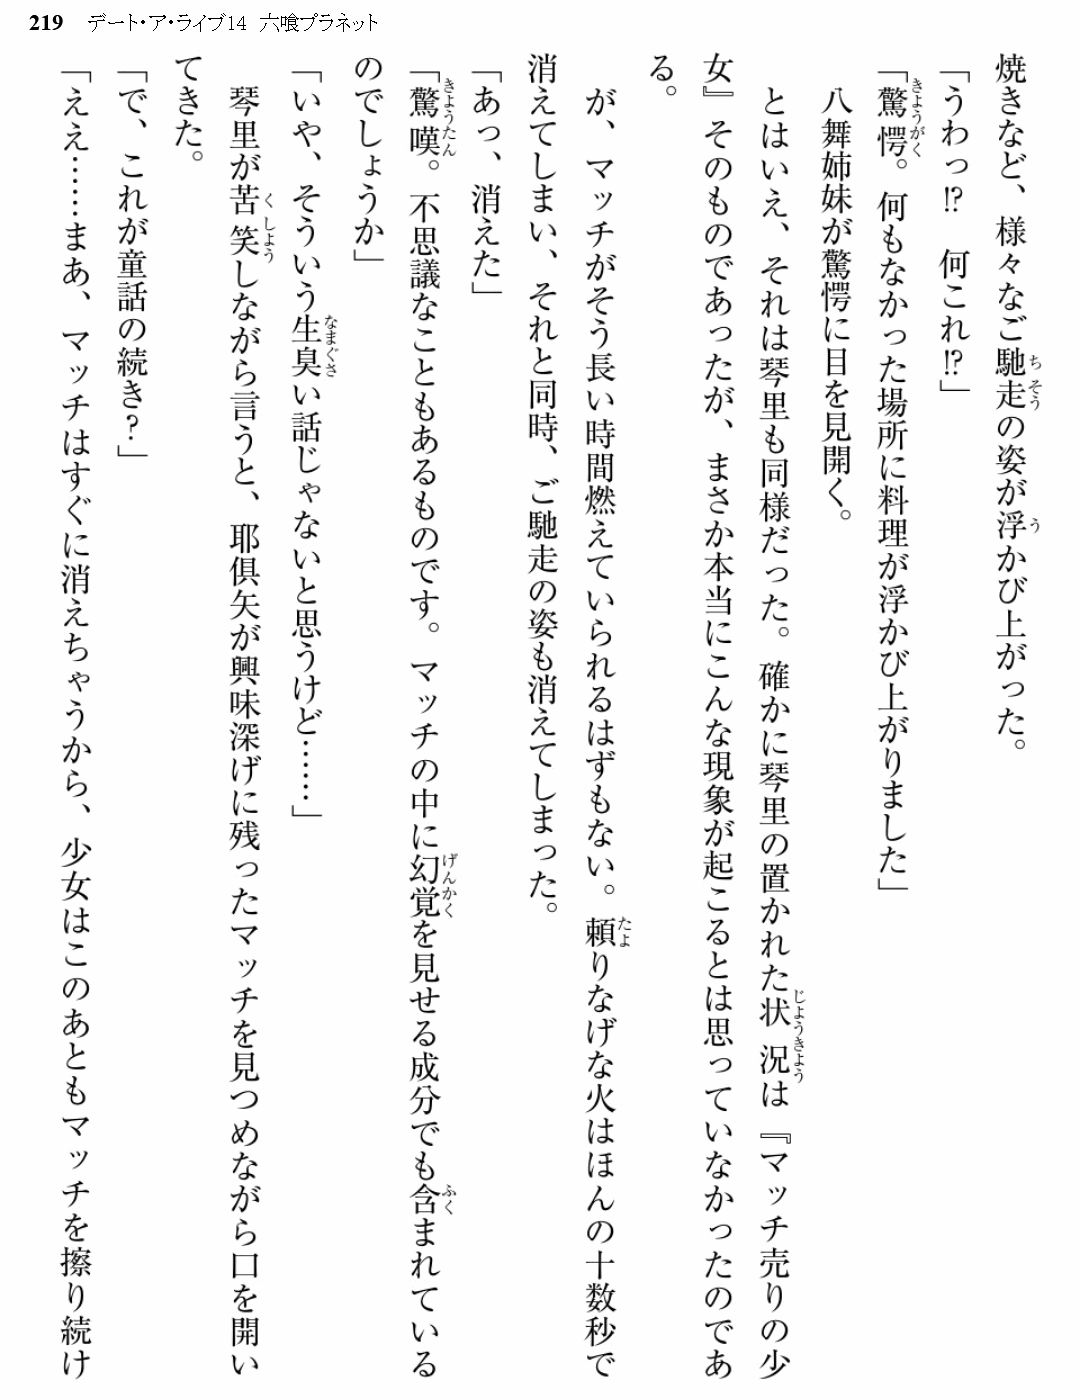 219 デート・ア・ライブ14 六喰プラネット
焼きなど、様々なご馳走の姿が浮かび上がった。
「うわっ!? 何これ!?」
「驚愕。何もなかった場所に料理が浮かび上がりました」
八舞姉妹が驚愕に目を見開く。
とはいえ、それは琴里も同様だった。確かに琴里の置かれた状況は『マッチ売りの少
女』そのものであったが、まさか本当にこんな現象が起こるとは思っていなかったのであ
る。
が、マッチがそう長い時間燃えていられるはずもない。頼りなげな火はほんの十数秒で
消えてしまい、それと同時、ご馳走の姿も消えてしまった。
「あっ、消えた」
「驚嘆。不思議なこともあるものです。マッチの中に幻覚を見せる成分でも含まれている
のでしょうか」
「いや、そういう生臭い話じゃないと思うけど……」
琴里が苦笑しながら言うと、耶倶矢が興味深げに残ったマッチを見つめながら口を開い
てきた。
「で、これが童話の続き?」
「ええ……まあ、マッチはすぐに消えちゃうから、少女はこのあともマッチを擦り続け